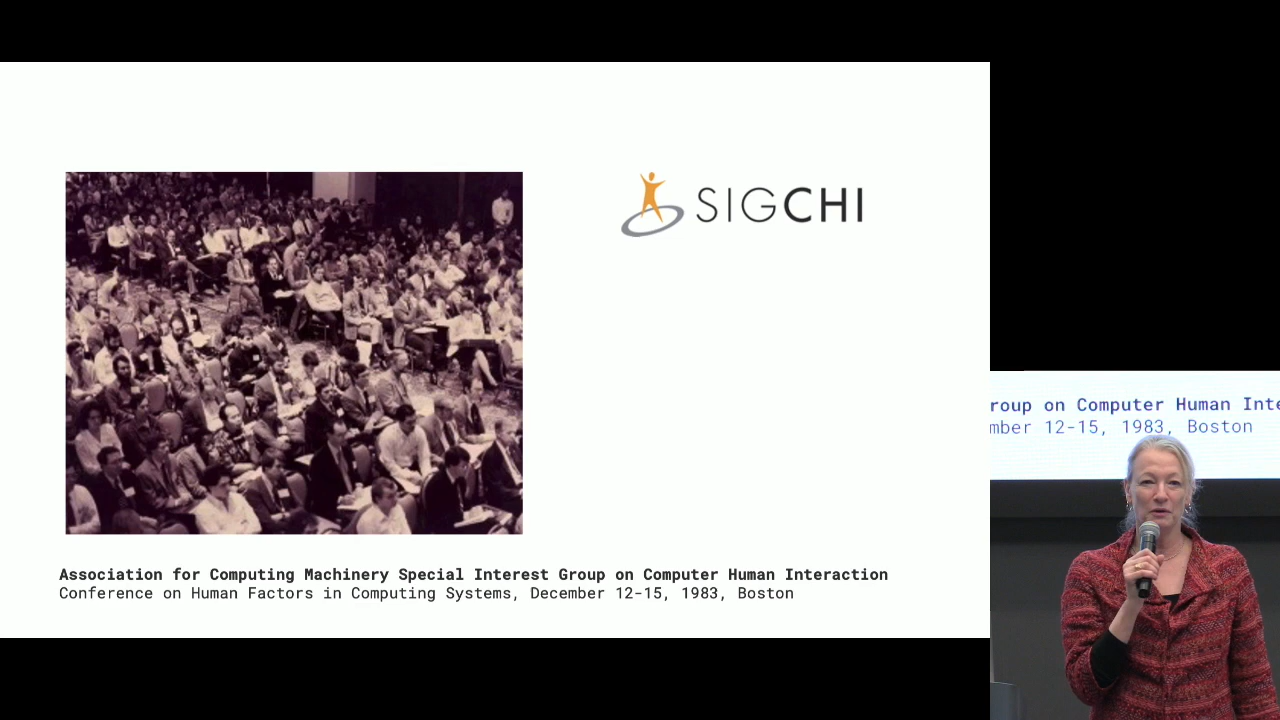 SIGCHI
Association for Computing Machinery Special Interest Group on Computer Human Interaction
Conference on Human Factors in Computing Systems, December 12-15, 1983, Boston
roup on Computer Human Inte
mber 12-15, 1983, Boston